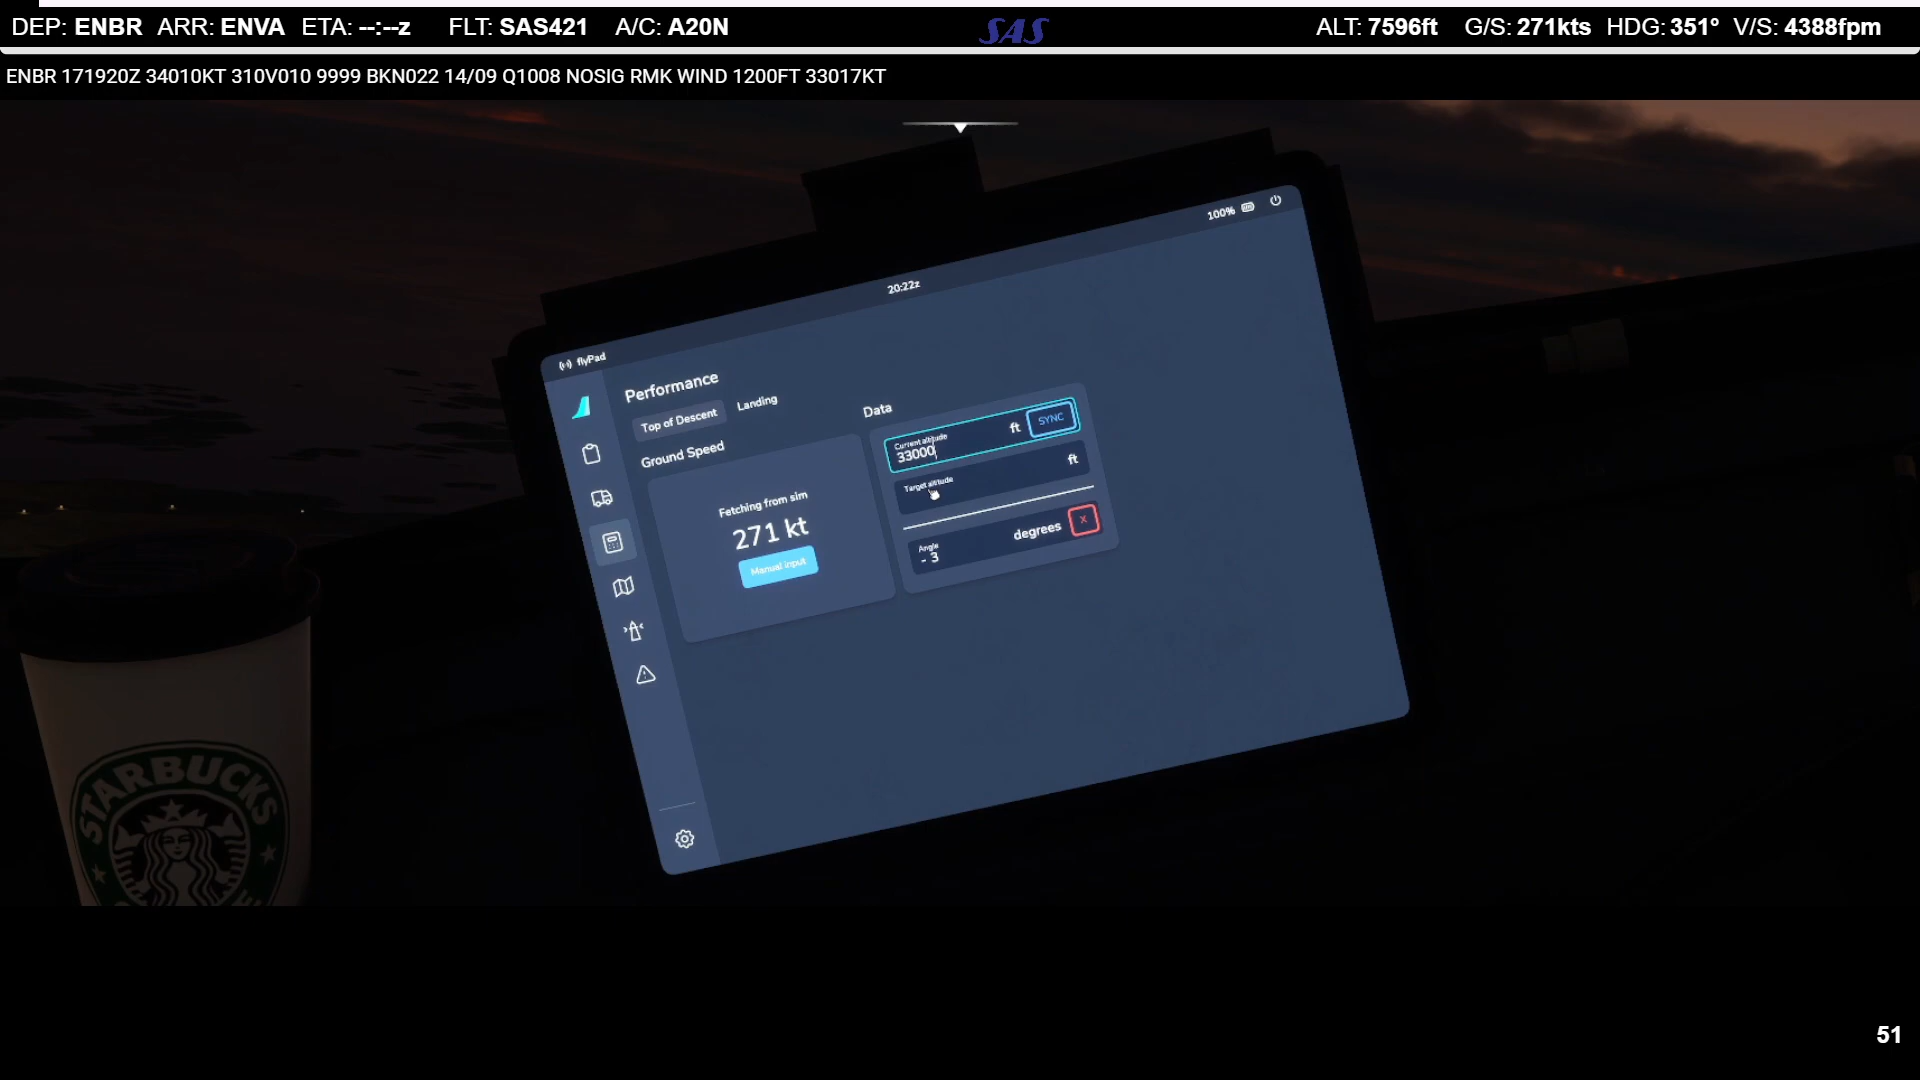 DEP: ENBR ARR: ENVA ETA: --:--z FLT: SAS421 A/C: A20N SAS ALT: 7596ft G/S: 271kts HDG: 351° V/S: 4388fpm
ENBR 171920Z 34010KT 310V010 9999 BKN022 14/09 Q1008 NOSIG RMK WIND 1200FT 33017KT
100%
20:22z
flyPad
Performance
Top of Descent Landing
Ground Speed
Fetching from sim
271 kt
Manual input
Data
Current altitude
33000 ft SYNC
Target altitude
ft
Angle
- 3 degrees X
STARBUCKS
51